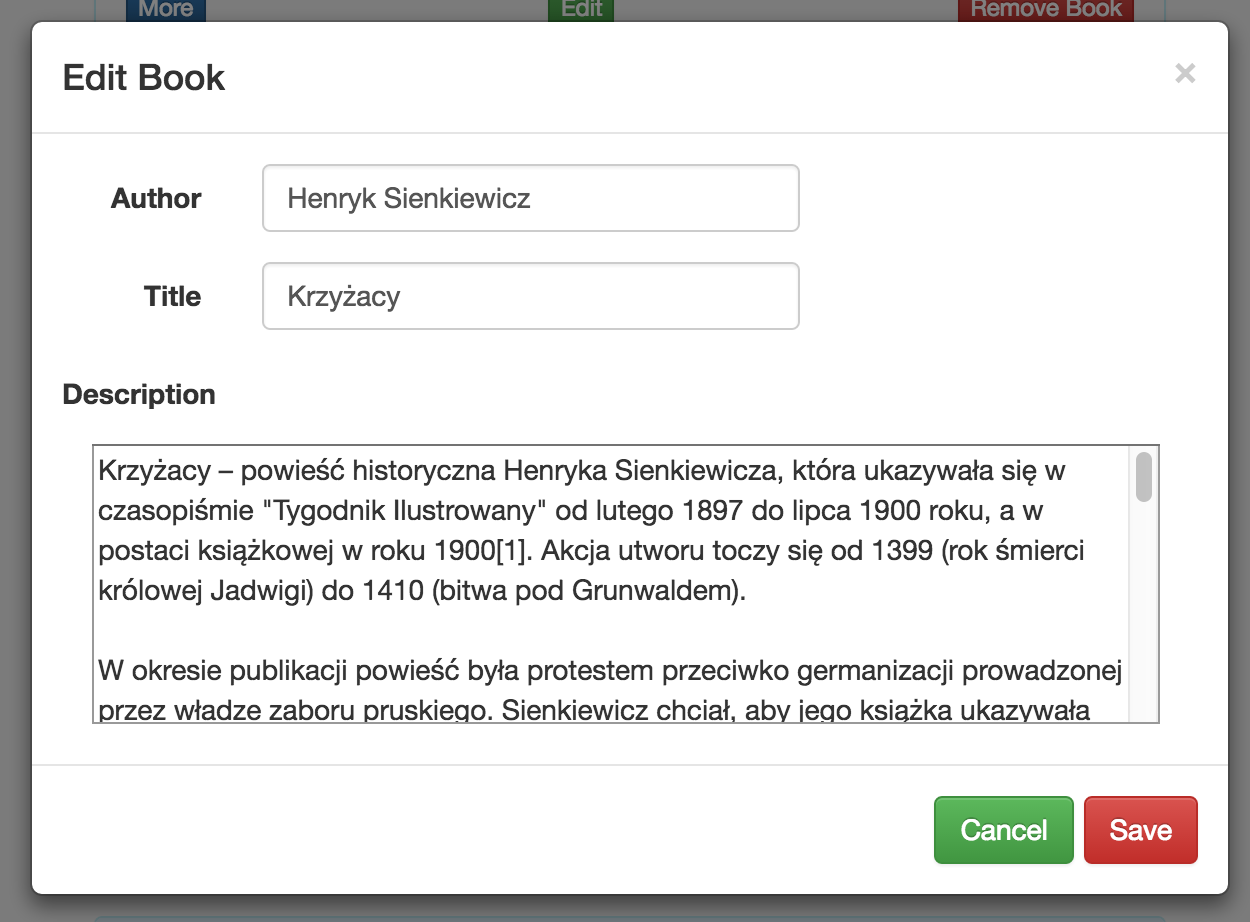 More Edit Remove Book
Edit Book ×
Author Henryk Sienkiewicz
Title Krzyżacy
Description
Krzyżacy – powieść historyczna Henryka Sienkiewicza, która ukazywała się w
czasopiśmie "Tygodnik Ilustrowany" od lutego 1897 do lipca 1900 roku, a w
postaci książkowej w roku 1900[1]. Akcja utworu toczy się od 1399 (rok śmierci
królowej Jadwigi) do 1410 (bitwa pod Grunwaldem).
W okresie publikacji powieść była protestem przeciwko germanizacji prowadzonej
przez władze zaboru pruskiego. Sienkiewicz chciał, aby jego książka ukazywała
Cancel Save